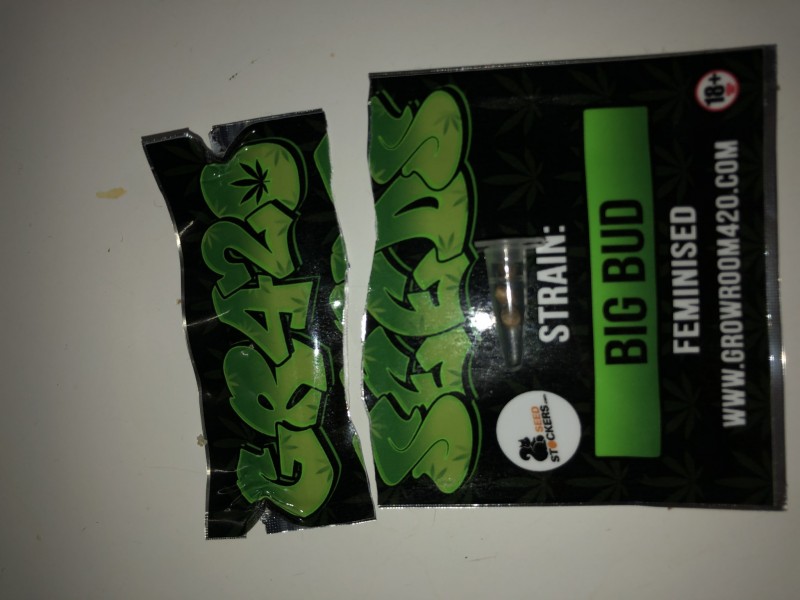 GR420
SEEDS
18+
STRAIN:
BIG BUD
FEMINISED
WWW.GROWROOM420.COM
SEED
STOCKERS